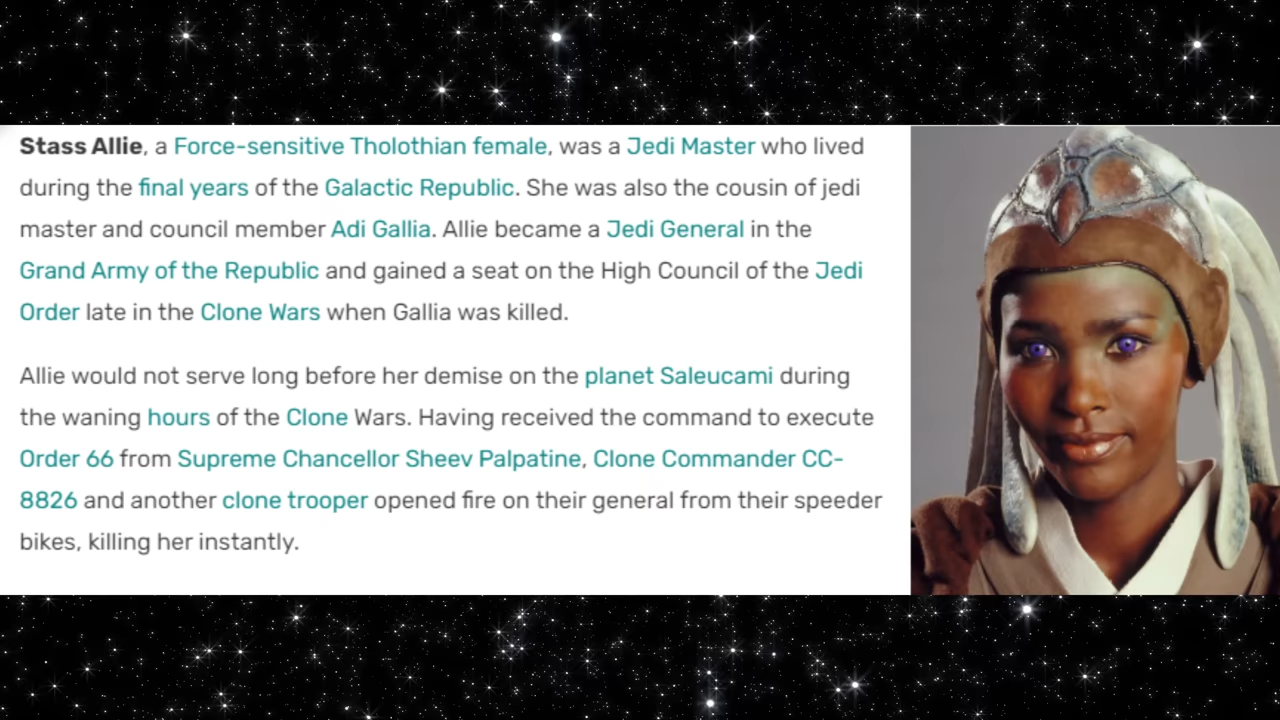 Stass Allie, a Force-sensitive Tholothian female, was a Jedi Master who lived
during the final years of the Galactic Republic. She was also the cousin of jedi
master and council member Adi Gallia. Allie became a Jedi General in the
Grand Army of the Republic and gained a seat on the High Council of the Jedi
Order late in the Clone Wars when Gallia was killed.
Allie would not serve long before her demise on the planet Saleucami during
the waning hours of the Clone Wars. Having received the command to execute
Order 66 from Supreme Chancellor Sheev Palpatine, Clone Commander CC-
8826 and another clone trooper opened fire on their general from their speeder
bikes, killing her instantly.